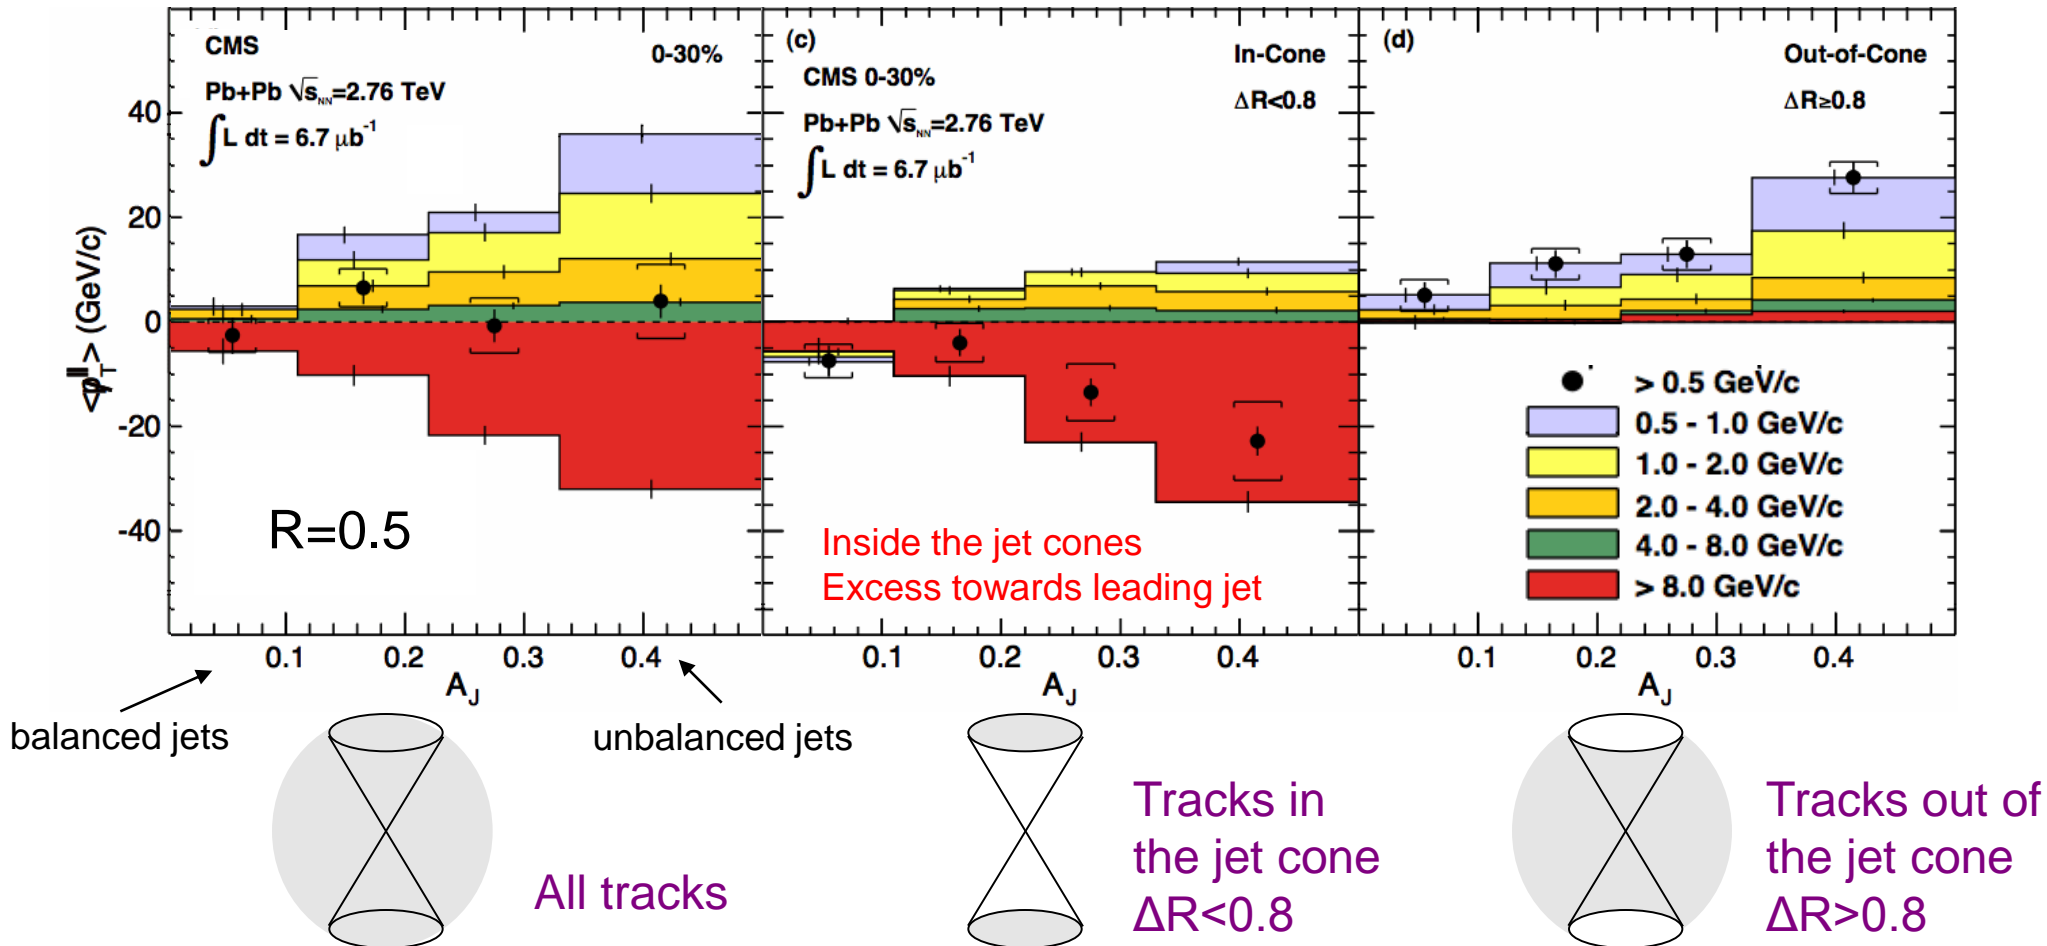 CMS
0-30%
Pb+Pb √sNN=2.76 TeV
∫L dt = 6.7 μb-1
(c)
In-Cone
CMS 0-30%
ΔR<0.8
Pb+Pb √sNN=2.76 TeV
∫L dt = 6.7 μb-1
(d)
Out-of-Cone
ΔR≥0.8
40
20
0
-20
-40
(GeV/c)
R=0.5
Inside the jet cones
Excess towards leading jet
> 0.5 GeV/c
0.5 - 1.0 GeV/c
1.0 - 2.0 GeV/c
2.0 - 4.0 GeV/c
4.0 - 8.0 GeV/c
> 8.0 GeV/c
0.1 0.2 0.3 0.4
AJ
0.1 0.2 0.3 0.4
AJ
0.1 0.2 0.3 0.4
AJ
balanced jets
unbalanced jets
All tracks
Tracks in
the jet cone
ΔR<0.8
Tracks out of
the jet cone
ΔR>0.8